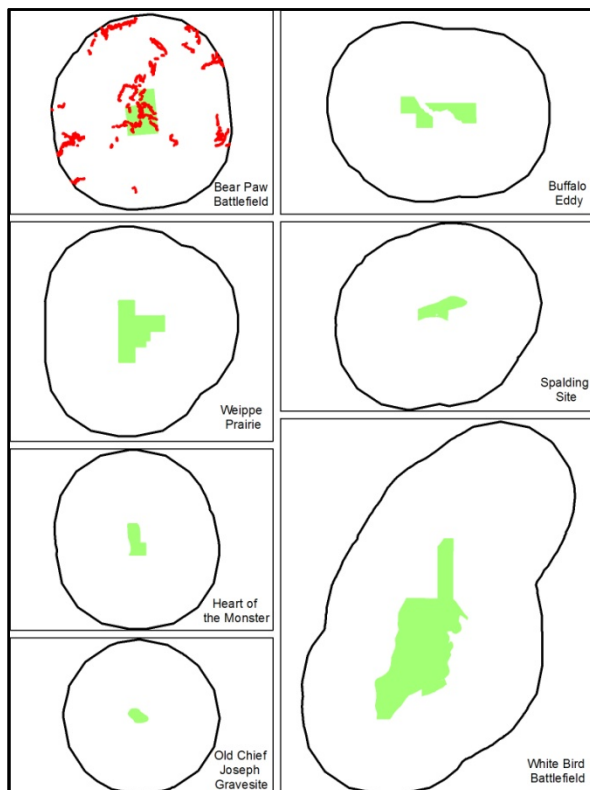 Bear Paw
Battlefield
Buffalo
Eddy
Weippe
Prairie
Spalding
Site
Heart of
the Monster
Old Chief
Joseph
Gravesite
White Bird
Battlefield